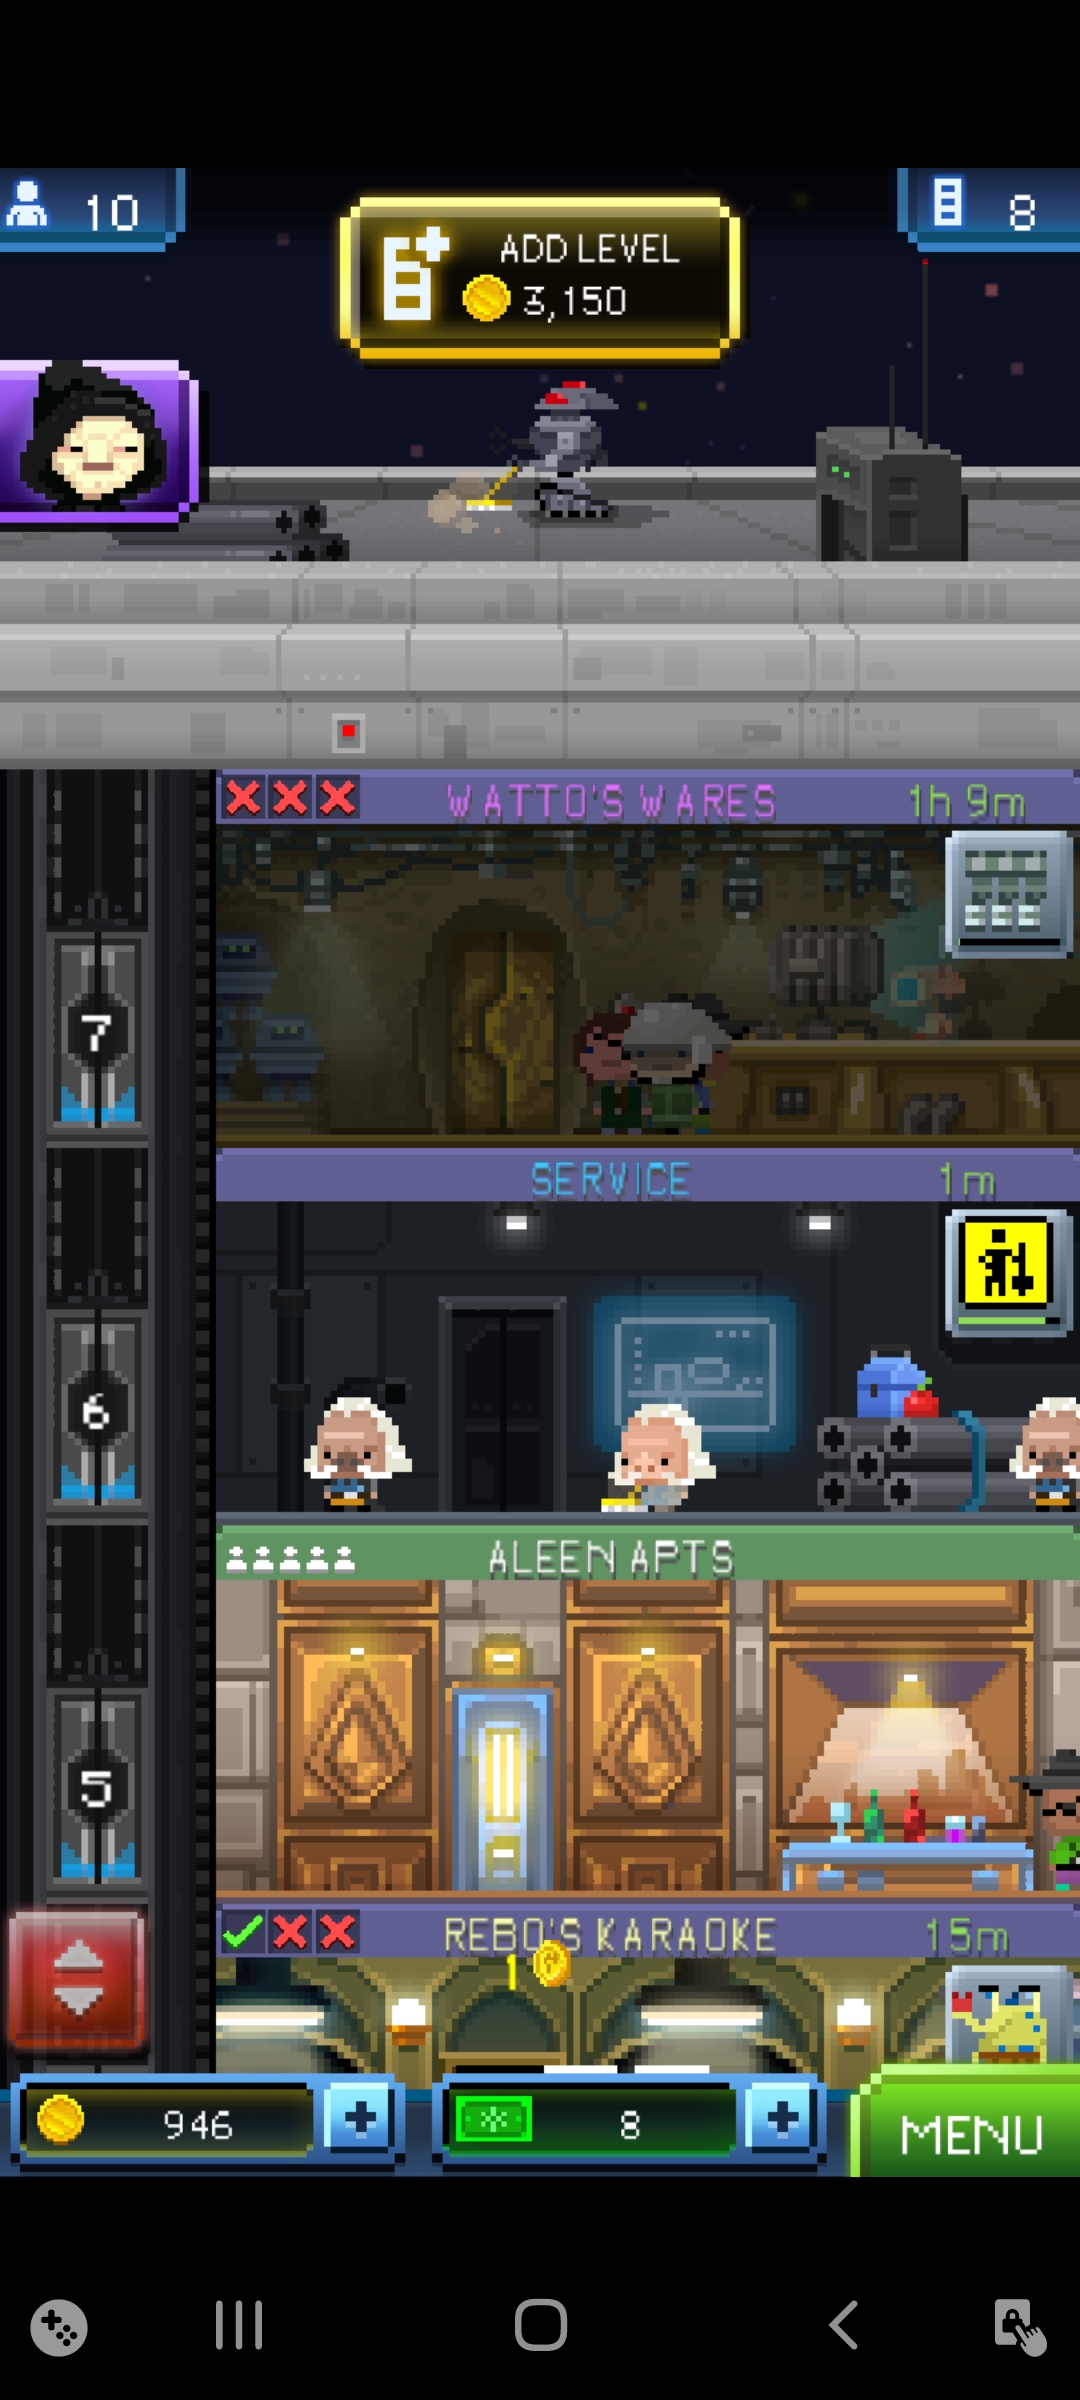 10
ADD LEVEL
3,150
8
WATTO'S WARES
1h 9m
7
SERVICE
1m
6
ALEEN APTS
5
REBO'S KARAOKE
15m
1
946
8
MENU